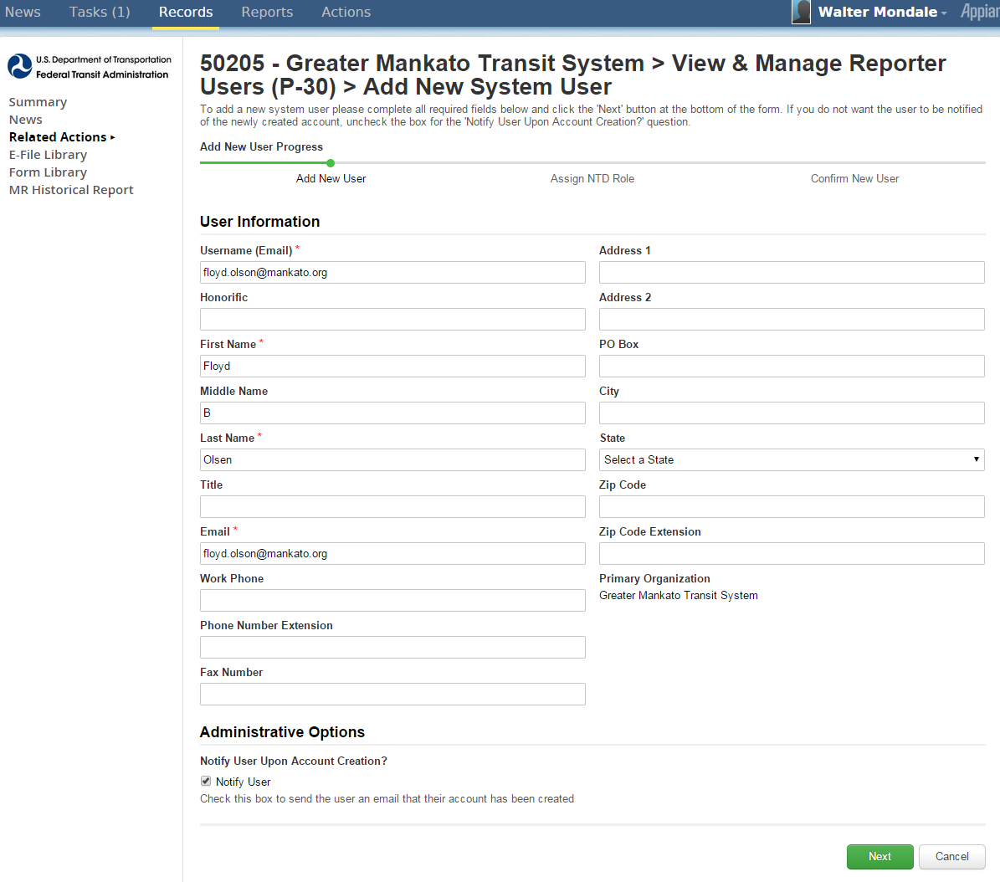 News Tasks (1) Records Reports Actions Walter Mondale
U.S. Department of Transportation
Federal Transit Administration
Summary
News
Related Actions ▸
E-File Library
Form Library
MR Historical Report
50205 - Greater Mankato Transit System > View & Manage Reporter
Users (P-30) > Add New System User
To add a new system user please complete all required fields below and click the 'Next' button at the bottom of the form. If you do not want the user to be notified
of the newly created account, uncheck the box for the 'Notify User Upon Account Creation?' question.
Add New User Progress
Add New User Assign NTD Role Confirm New User
User Information
Username (Email) *
floyd.olson@mankato.org
Honorific
First Name *
Floyd
Middle Name
B
Last Name *
Olsen
Title
Email *
floyd.olson@mankato.org
Work Phone
Phone Number Extension
Fax Number
Address 1
Address 2
PO Box
City
State
Select a State
Zip Code
Zip Code Extension
Primary Organization
Greater Mankato Transit System
Administrative Options
Notify User Upon Account Creation?
Notify User
Check this box to send the user an email that their account has been created
Next Cancel